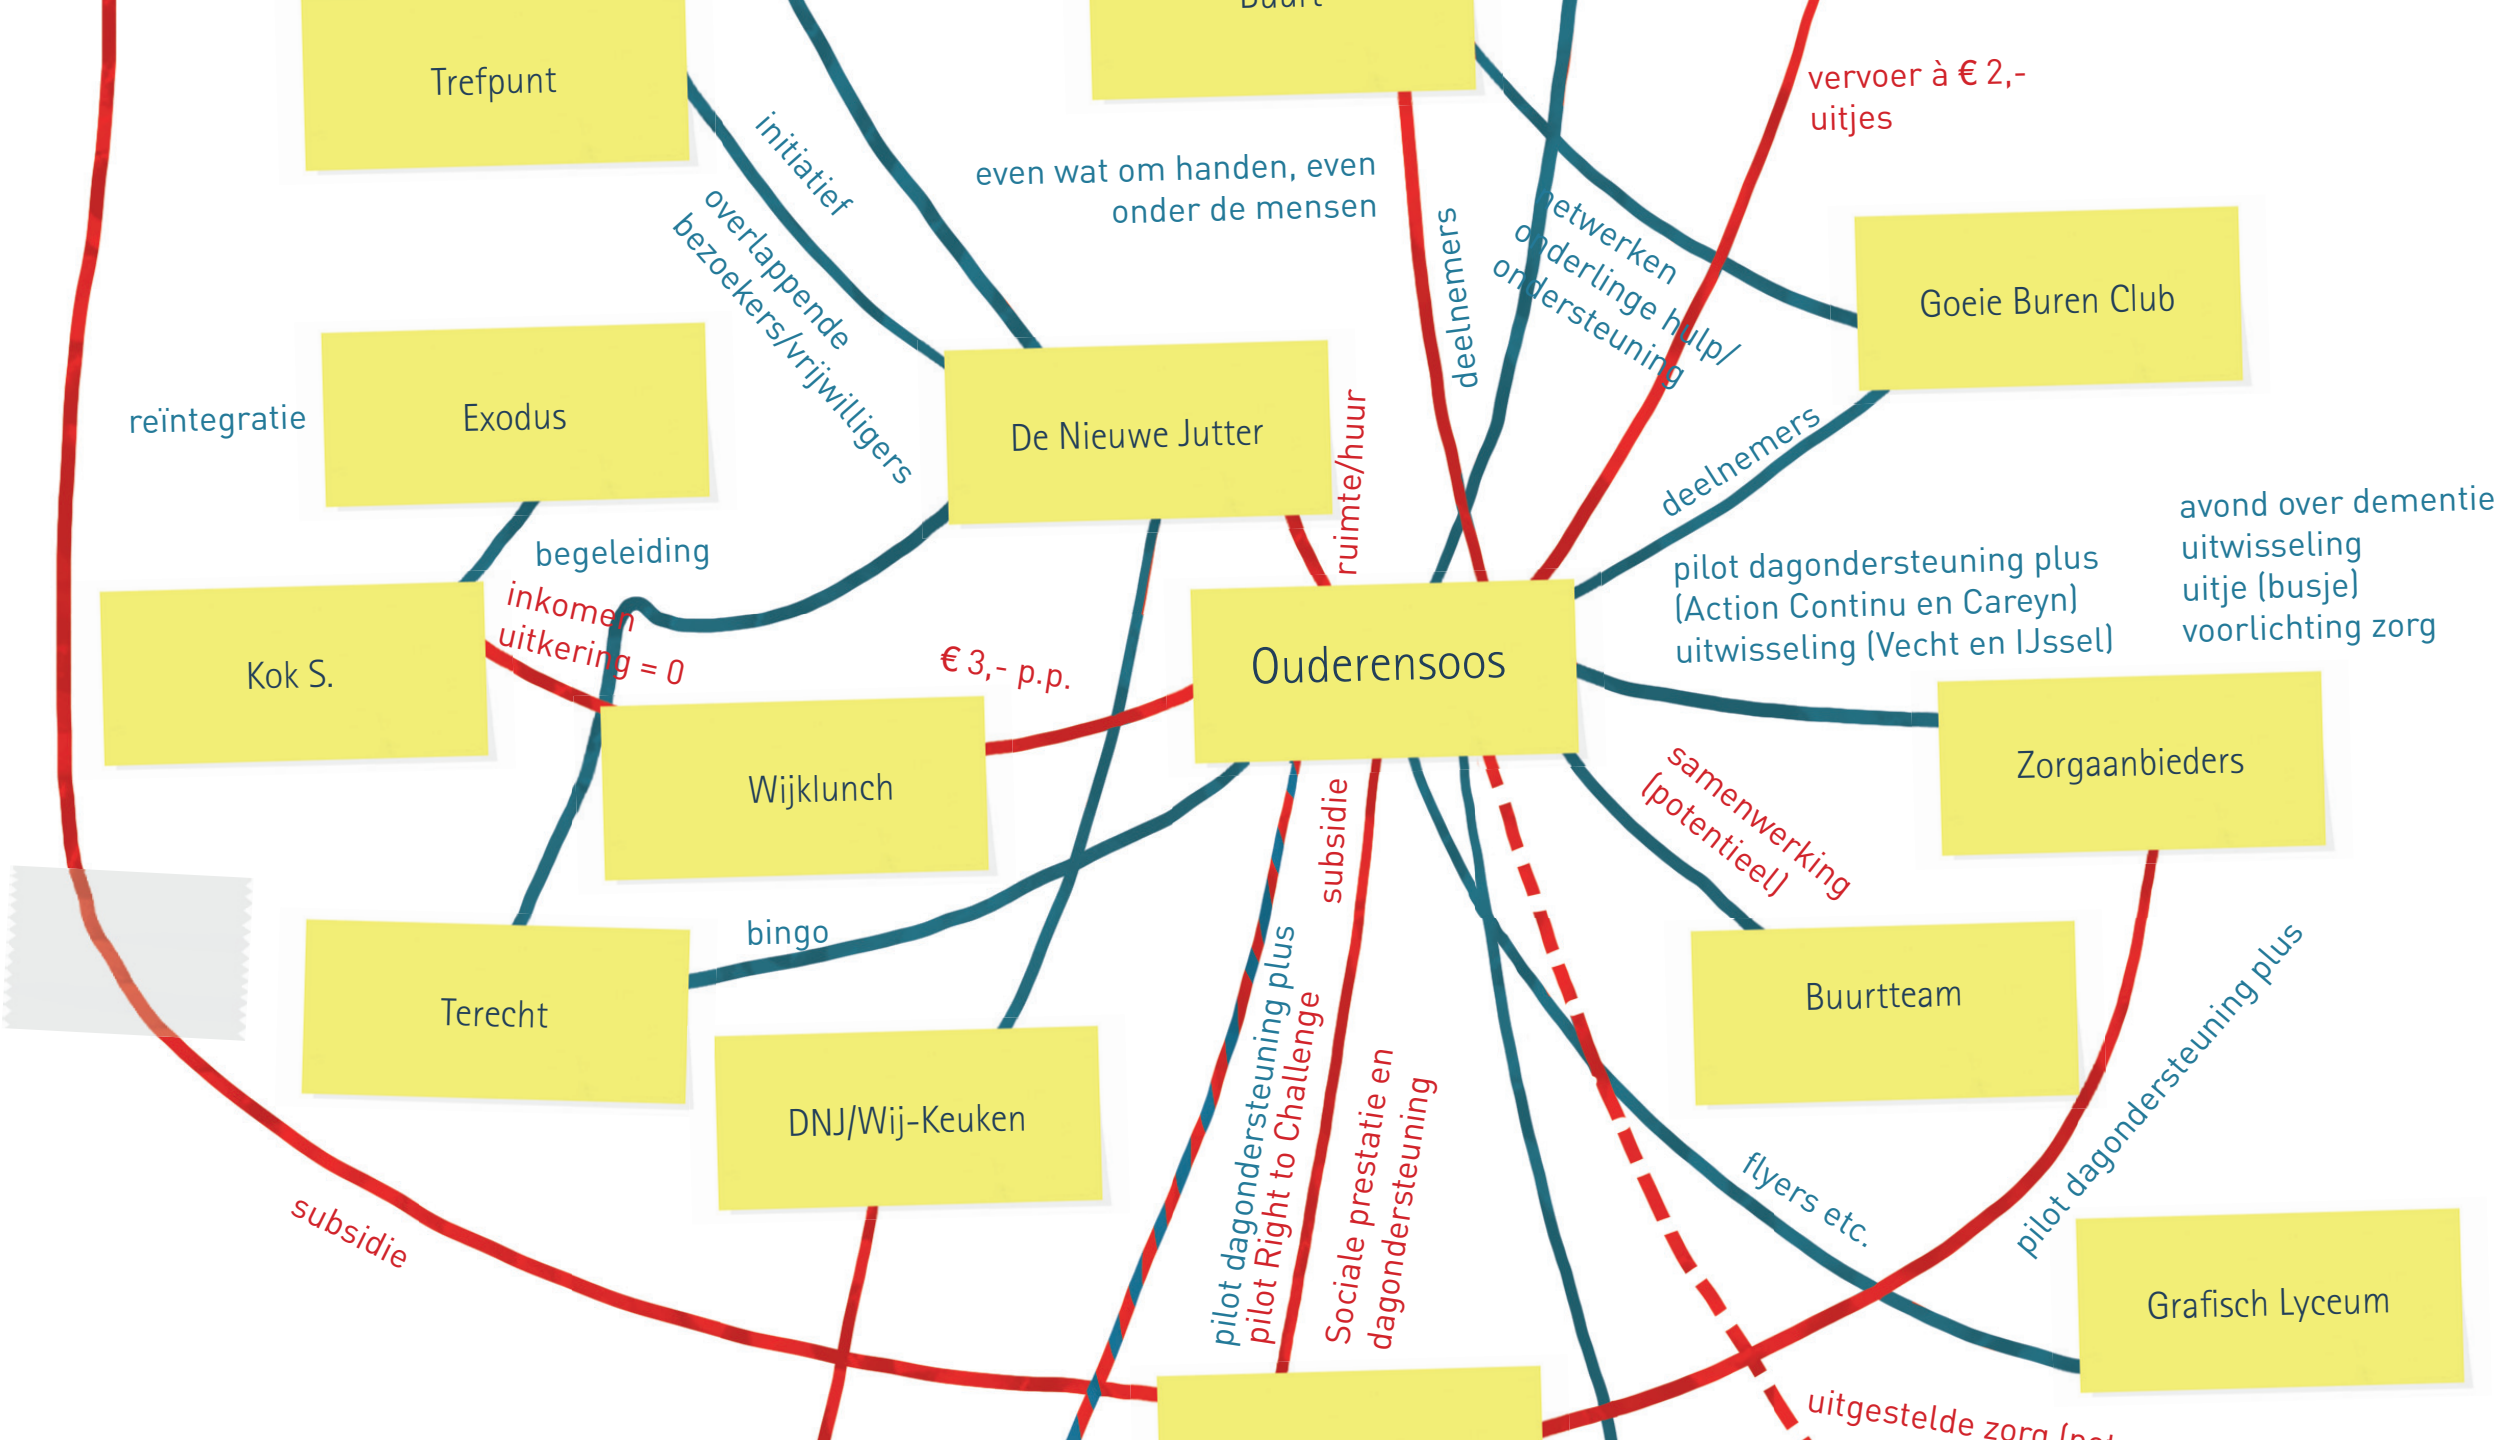 Buurt
Trefpunt
vervoer à € 2,-
uitjes
initiatief
even wat om handen, even
onder de mensen
overlappende
bezoekers/vrijwilligers
deelnemers
netwerken
onderlinge hulp/
ondersteuning
Goeie Buren Club
reïntegratie
Exodus
De Nieuwe Jutter
ruimte/huur
deelnemers
avond over dementie
uitwisseling
uitje (busje)
voorlichting zorg
begeleiding
pilot dagondersteuning plus
(Action Continu en Careyn)
uitwisseling (Vecht en IJssel)
inkomen
uitkering = 0
Kok S.
€ 3,- p.p.
Ouderensoos
Wijklunch
Zorgaanbieders
samenwerking
(potentieel)
subsidie
bingo
Terecht
Buurtteam
DNJ/Wij-Keuken
pilot dagondersteuning plus
pilot Right to Challenge
Sociale prestatie en
dagondersteuning
pilot dagondersteuning plus
flyers etc.
subsidie
Grafisch Lyceum
uitgestelde zorg